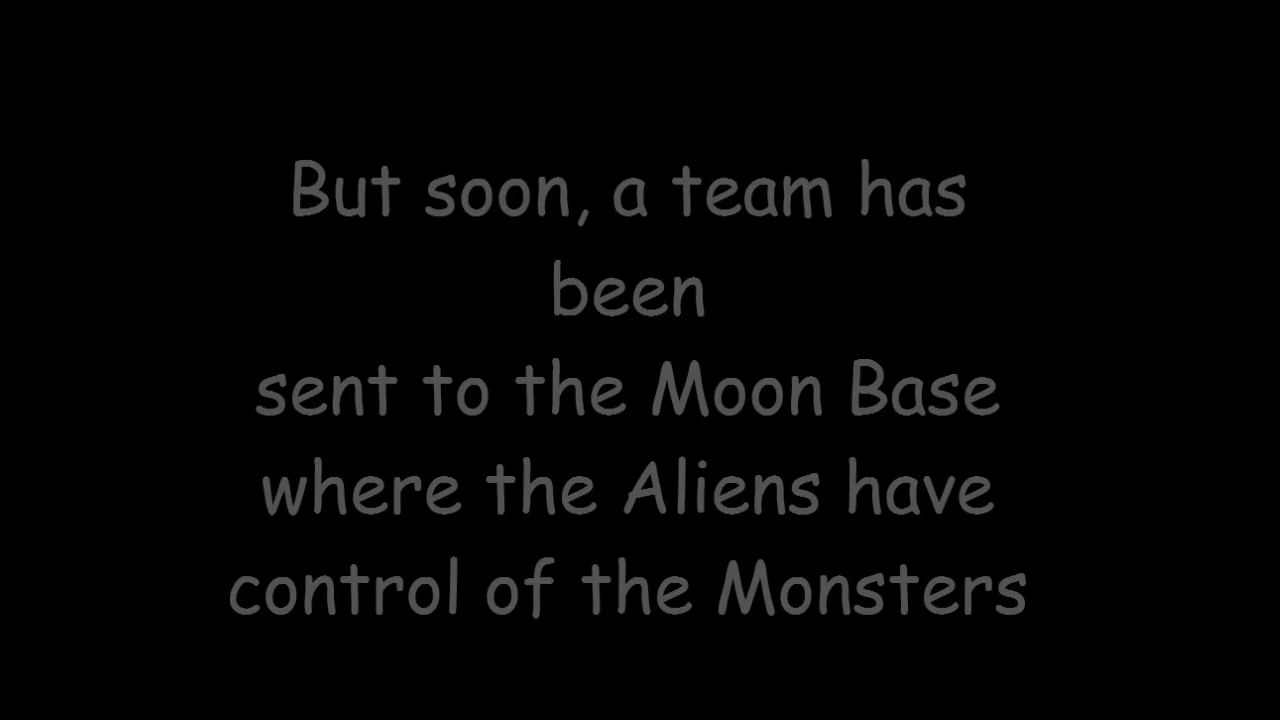 But soon, a team has
been
sent to the Moon Base
where the Aliens have
control of the Monsters